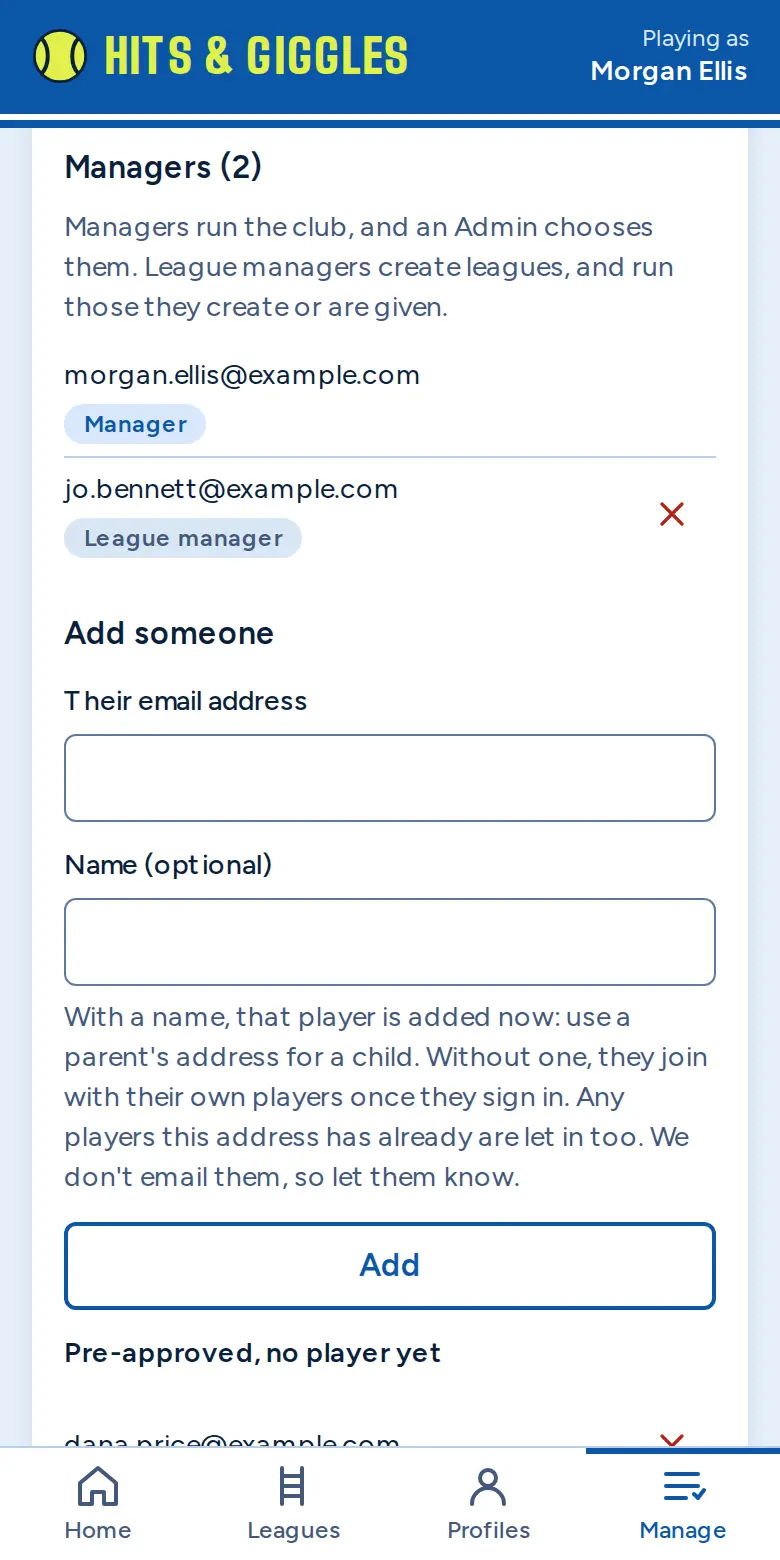 HITS & GIGGLES
Playing as
Morgan Ellis
Managers (2)
Managers run the club, and an Admin chooses
them. League managers create leagues, and run
those they create or are given.
morgan.ellis@example.com
Manager
jo.bennett@example.com
League manager
Add someone
Their email address
Name (optional)
With a name, that player is added now: use a
parent's address for a child. Without one, they join
with their own players once they sign in. Any
players this address has already are let in too. We
don't email them, so let them know.
Add
Pre-approved, no player yet
dana.price@example.com
Home
Leagues
Profiles
Manage